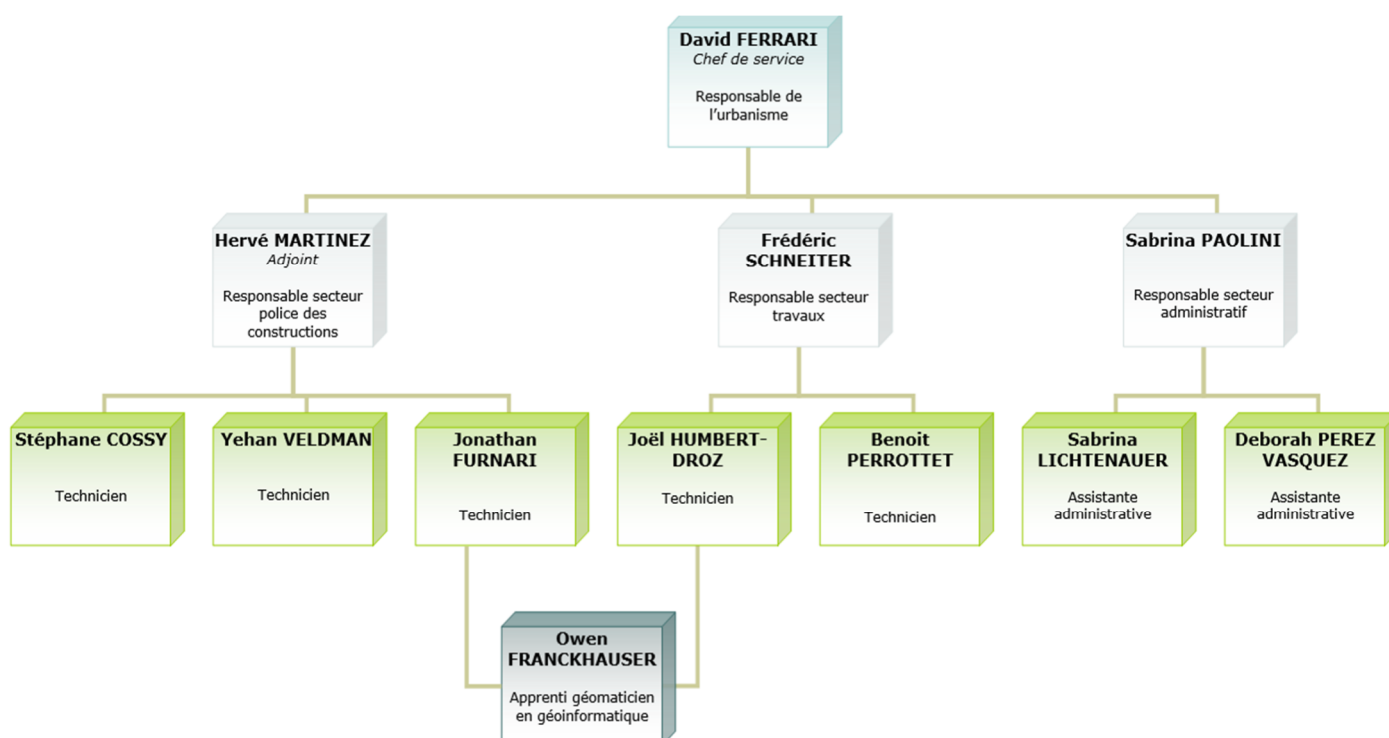 David FERRARI
Chef de service
Responsable de
l'urbanisme
Hervé MARTINEZ
Adjoint
Responsable secteur
police des
constructions
Frédéric
SCHNEITER
Responsable secteur
travaux
Sabrina PAOLINI
Responsable secteur
administratif
Stéphane COSSY
Technicien
Yehan VELDMAN
Technicien
Jonathan
FURNARI
Technicien
Joël HUMBERT-
DROZ
Technicien
Benoit
PERROTTET
Technicien
Sabrina
LICHTENAUER
Assistante
administrative
Deborah PEREZ
VASQUEZ
Assistante
administrative
Owen
FRANCKHAUSER
Apprenti géomaticien
en géoinformatique